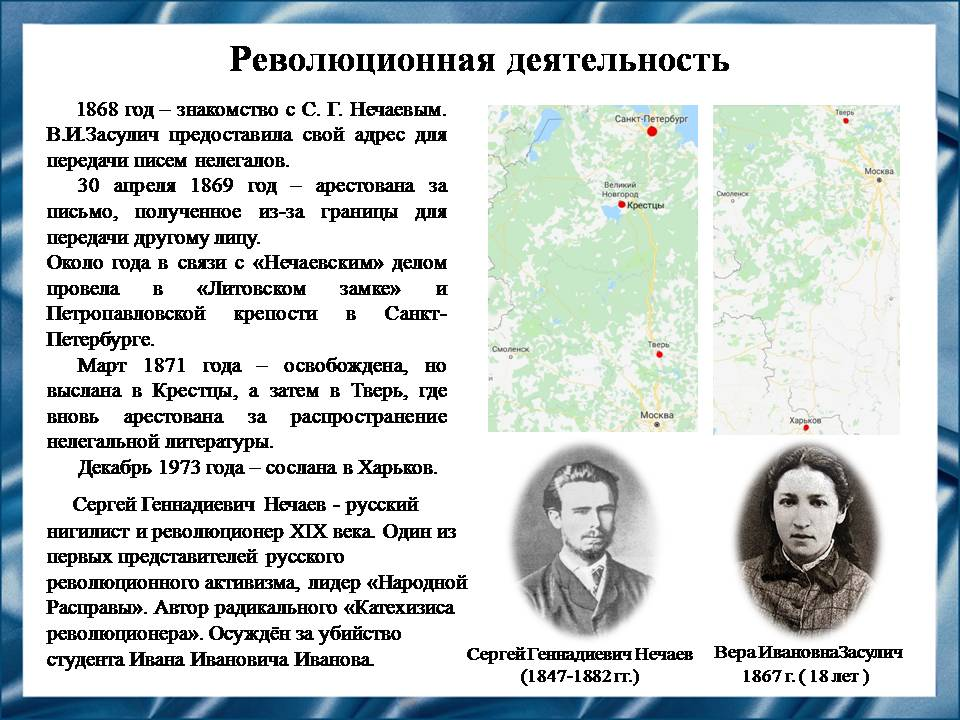 Революционная деятельность
1868 год – знакомство с С. Г. Нечаевым.
В.И.Засулич предоставила свой адрес для
передачи писем нелегалов.
30 апреля 1869 год – арестована за
письмо, полученное из-за границы для
передачи другому лицу.
Около года в связи с «Нечаевским» делом
провела в «Литовском замке» и
Петропавловской крепости в Санкт-
Петербурге.
Март 1871 года – освобождена, но
выслана в Крестцы, а затем в Тверь, где
вновь арестована за распространение
нелегальной литературы.
Декабрь 1973 года – сослана в Харьков.
Сергей Геннадиевич Нечаев - русский
нигилист и революционер XIX века. Один из
первых представителей русского
революционного активизма, лидер «Народной
Расправы». Автор радикального «Катехизиса
революционера». Осуждён за убийство
студента Ивана Ивановича Иванова.
Санкт-Петербург
Великий
Новгород
Крестцы
Тверь
Смоленск
Москва
Тверь
Москва
Смоленск
Харьков
Сергей Геннадиевич Нечаев
(1847-1882 гг.)
Вера ИвановнаЗасулич
1867 г. ( 18 лет )